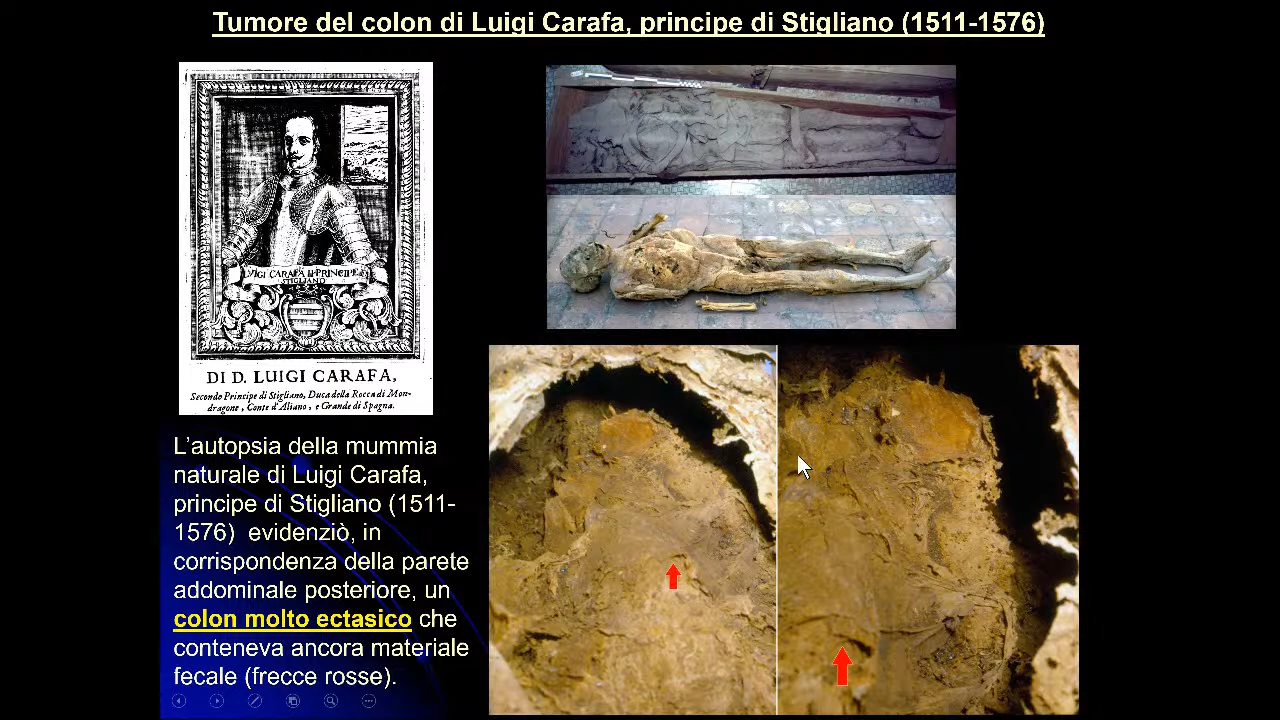 Tumore del colon di Luigi Carafa, principe di Stigliano (1511-1576)
LUIGI CARAFA II PRINCIPE
STIGLIANO
DI D. LUIGI CARAFA,
Secondo Principe di Stigliano, Duca della Rocca di Mon-
dragone, Conte d'Aliano, e Grande di Spagna.
L'autopsia della mummia
naturale di Luigi Carafa,
principe di Stigliano (1511-
1576) evidenziò, in
corrispondenza della parete
addominale posteriore, un
colon molto ectasico che
conteneva ancora materiale
fecale (frecce rosse).